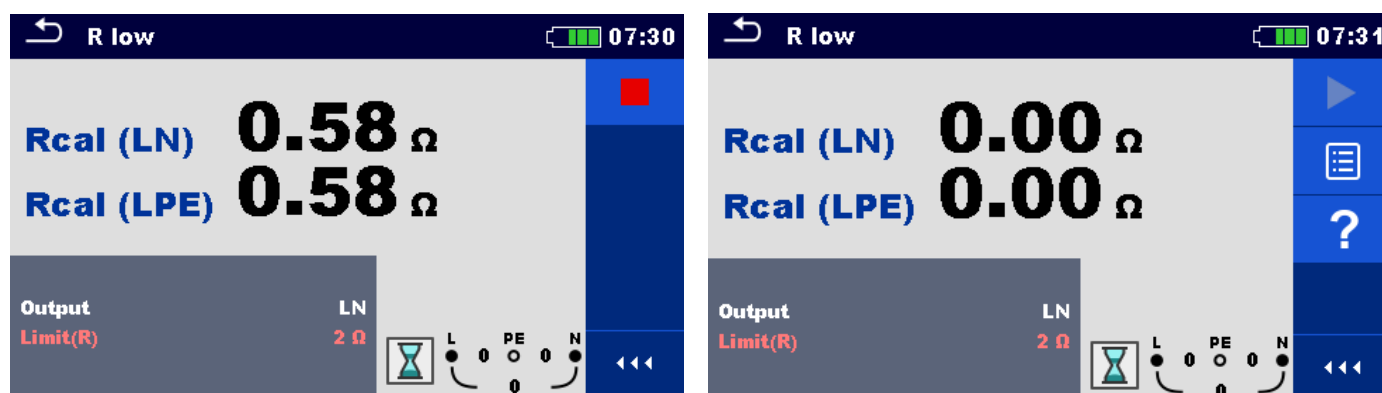 R low 07:30
Rcal (LN) 0.58 Ω
Rcal (LPE) 0.58 Ω
Output LN
Limit(R) 2 Ω
L PE N
0 0
0
R low 07:31
Rcal (LN) 0.00 Ω
Rcal (LPE) 0.00 Ω
?
Output LN
Limit(R) 2 Ω
L PE N
0 0
0